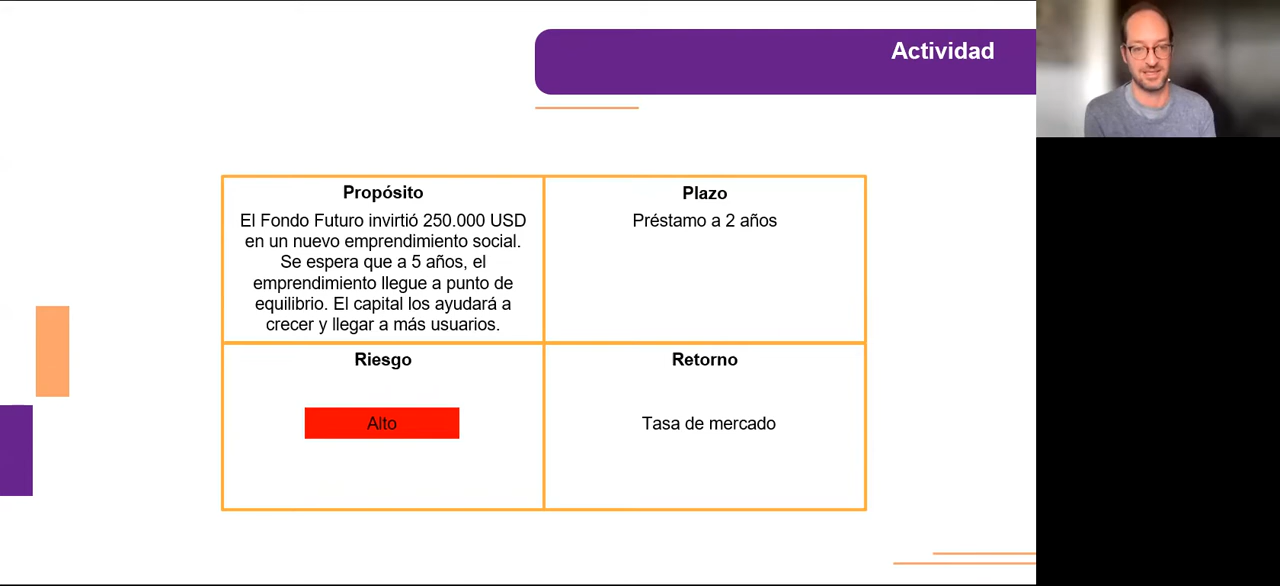 Actividad
Propósito
El Fondo Futuro invirtió 250.000 USD
en un nuevo emprendimiento social.
Se espera que a 5 años, el
emprendimiento llegue a punto de
equilibrio. El capital los ayudará a
crecer y llegar a más usuarios.
Plazo
Préstamo a 2 años
Riesgo
Alto
Retorno
Tasa de mercado